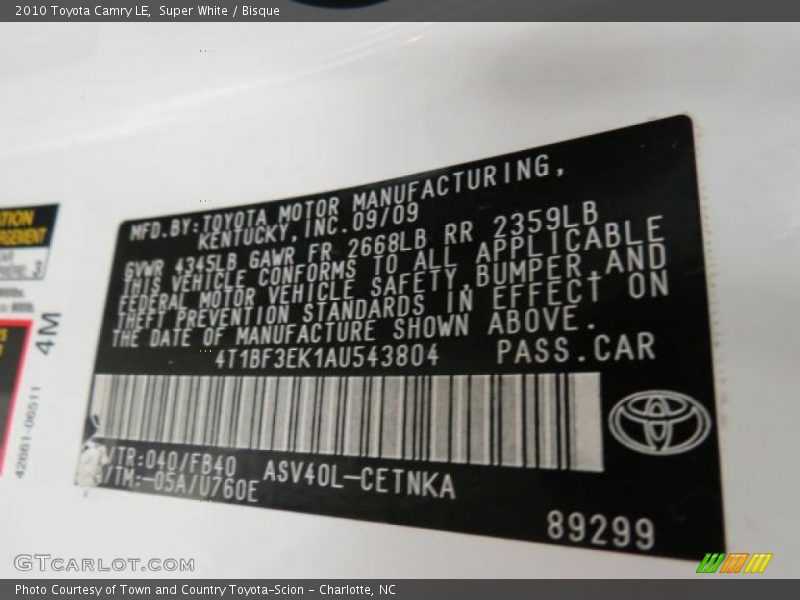 2010 Toyota Camry LE, Super White / Bisque
MFD.BY:TOYOTA MOTOR MANUFACTURING,
KENTUCKY,INC.09/09
GVWR 4345LB GAWR FR 2668LB RR 2359LB
THIS VEHICLE CONFORMS TO ALL APPLICABLE
FEDERAL MOTOR VEHICLE SAFETY,BUMPER,AND
THEFT PREVENTION STANDARDS IN EFFECT ON
THE DATE OF MANUFACTURE SHOWN ABOVE.
4T1BF3EK1AU543804 PASS.CAR
/TR:040/FB40 ASV40L-CETNKA
/TM:-05A/U760E
89299
4M
42661-06511
GTcarlot.com
Photo Courtesy of Town and Country Toyota-Scion - Charlotte, NC